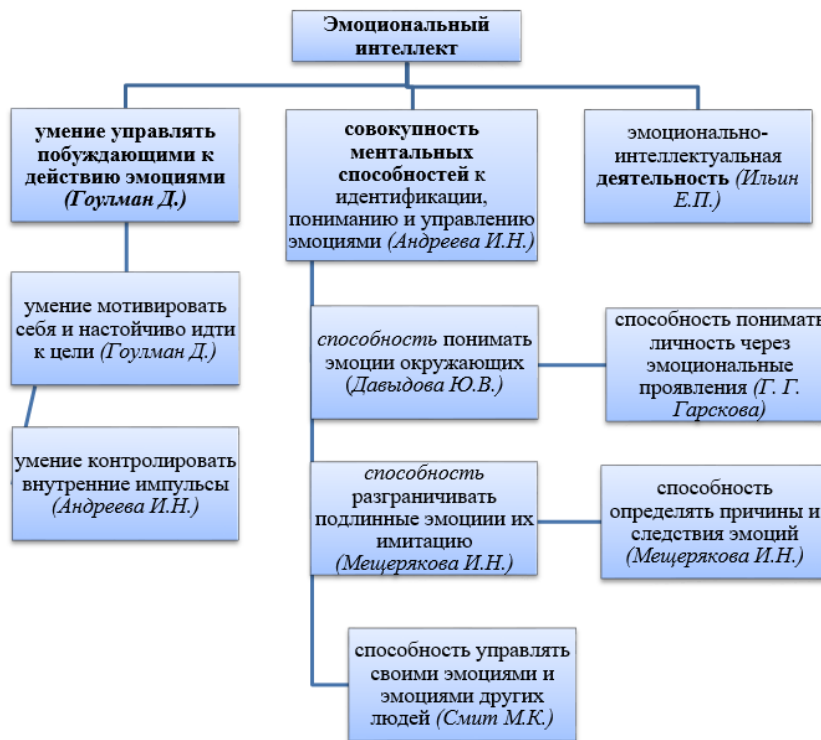 Эмоциональный
интеллект
умение управлять
побуждающими к
действию эмоциями
(Гоулман Д.)
совокупность
ментальных
способностей к
идентификации,
пониманию и управлению
эмоциями (Андреева И.Н.)
эмоционально-
интеллектуальная
деятельность (Ильин
Е.П.)
умение мотивировать
себя и настойчиво идти
к цели (Гоулман Д.)
способность понимать
эмоции окружающих
(Давыдова Ю.В.)
способность понимать
личность через
эмоциональные
проявления (Г. Г.
Гарскова)
умение контролировать
внутренние импульсы
(Андреева И.Н.)
способность
разграничивать
подлинные эмоциии их
имитацию
(Мещерякова И.Н.)
способность
определять причины и
следствия эмоций
(Мещерякова И.Н.)
способность управлять
своими эмоциями и
эмоциями других
людей (Смит М.К.)